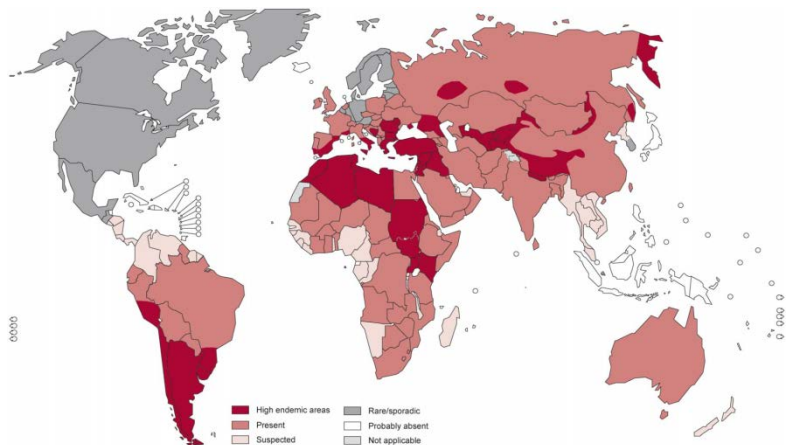 High endemic areas
Present
Suspected
Rare/sporadic
Probably absent
Not applicable